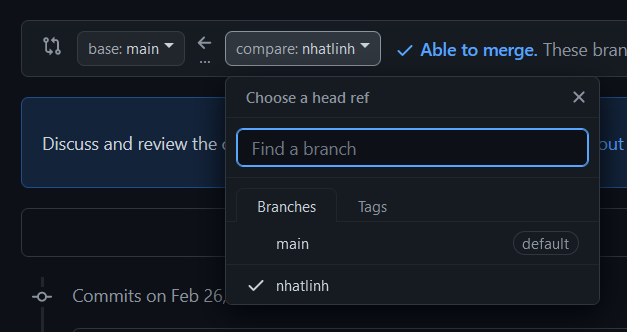 base: main compare: nhatlinh Able to merge. These bran
...
Choose a head ref
Discuss and review the
out
Find a branch
Branches Tags
main default
nhatlinh
Commits on Feb 26,